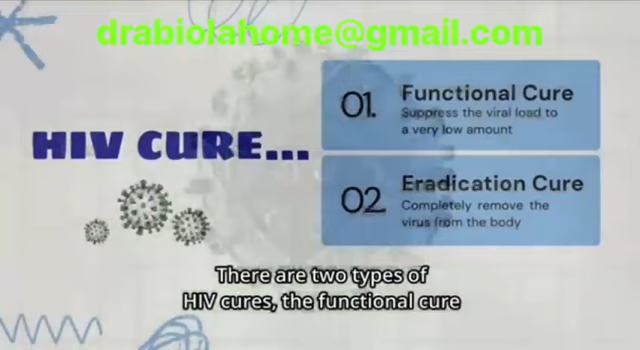 drabiolahome@gmail.com
HIV CURE...
01.
Functional Cure
Suppress the viral load to
a very low amount
02
Eradication Cure
Completely remove the
virus from the body
There are two types of
HIV cures, the functional cure